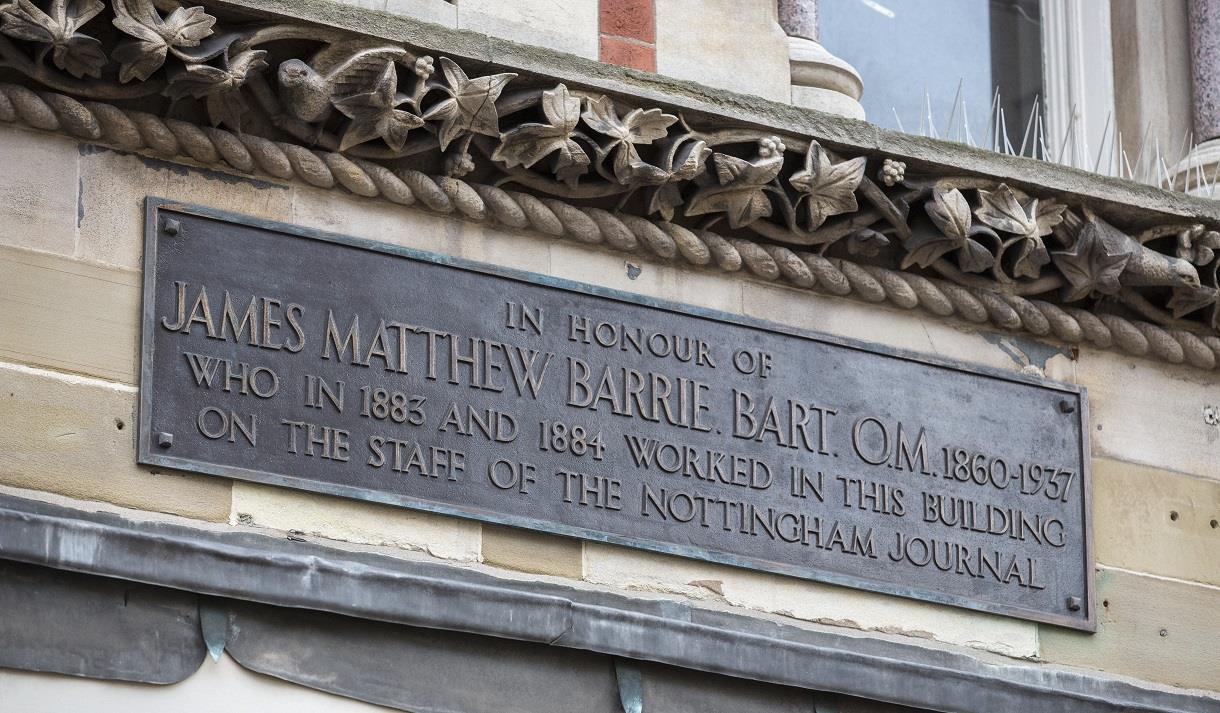 IN HONOUR OF
JAMES MATTHEW BARRIE. BART. O.M. 1860-1937
WHO IN 1883 AND 1884 WORKED IN THIS BUILDING
ON THE STAFF OF THE NOTTINGHAM JOURNAL